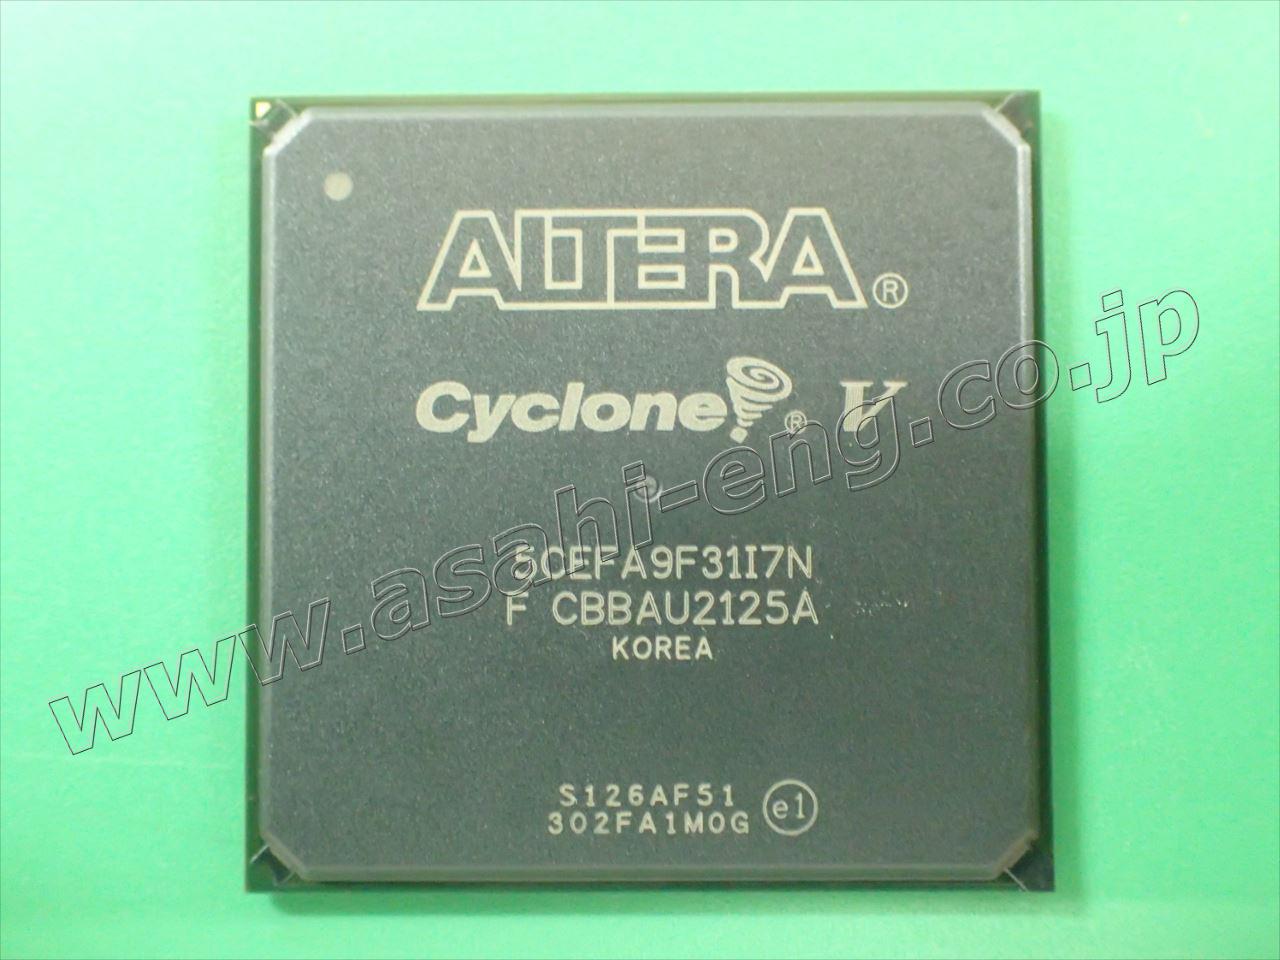 ALTERA®
Cyclone® V
5CEFA9F31I7N
F CBBAU2125A
KOREA
S126AF51 e1
302FA1M0G
www.asahi-eng.co.jp